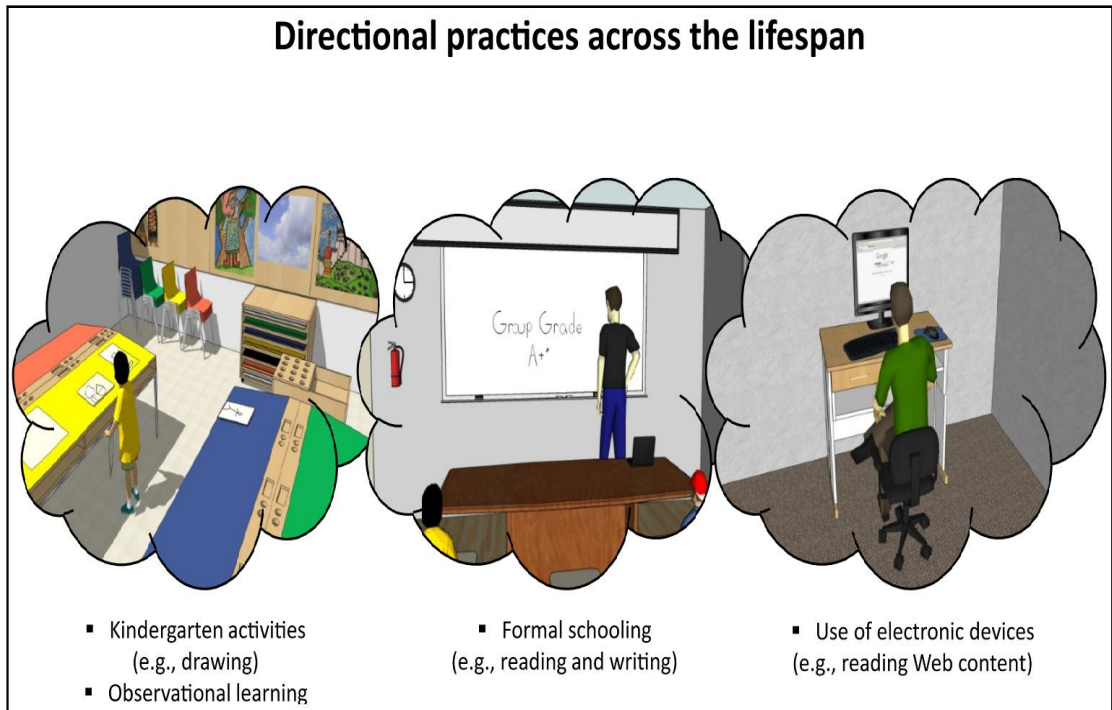 Directional practices across the lifespan
Group Grade
A+
Google
▪ Kindergarten activities
(e.g., drawing)
▪ Observational learning
▪ Formal schooling
(e.g., reading and writing)
▪ Use of electronic devices
(e.g., reading Web content)